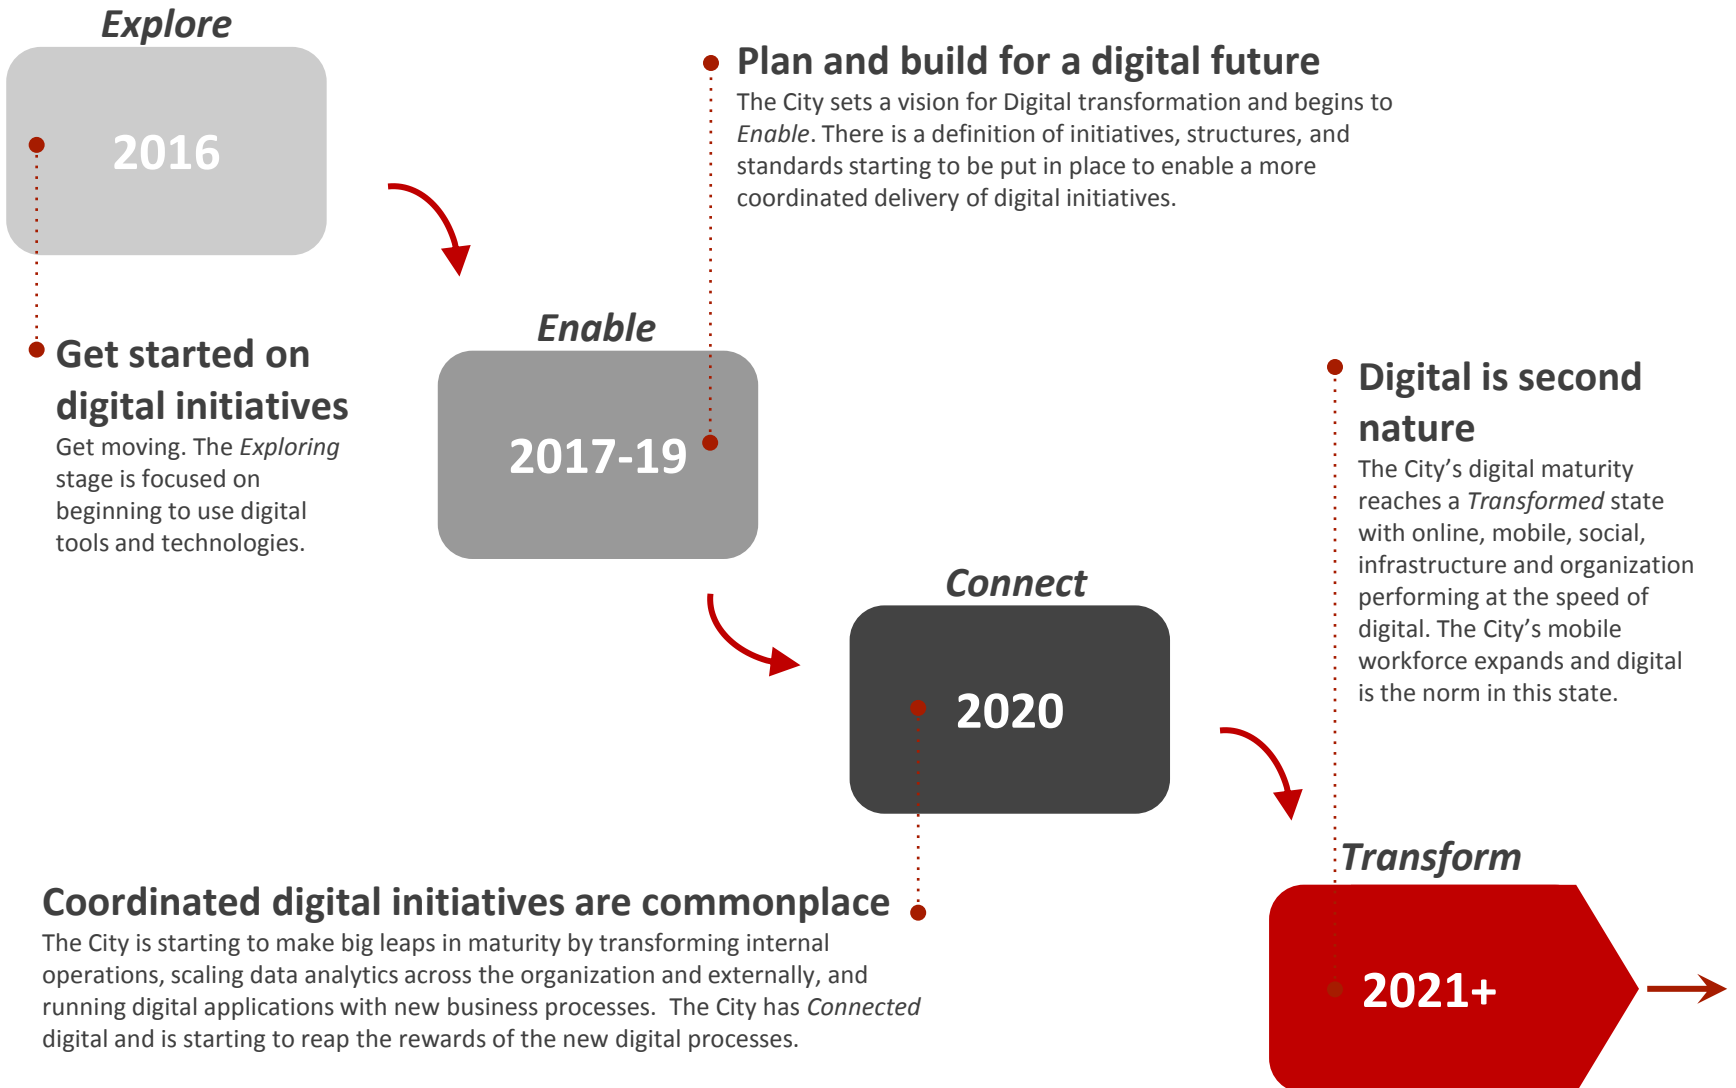 Explore
2016
Get started on
digital initiatives
Get moving. The Exploring
stage is focused on
beginning to use digital
tools and technologies.
Plan and build for a digital future
The City sets a vision for Digital transformation and begins to
Enable. There is a definition of initiatives, structures, and
standards starting to be put in place to enable a more
coordinated delivery of digital initiatives.
Enable
2017-19
Connect
2020
Coordinated digital initiatives are commonplace
The City is starting to make big leaps in maturity by transforming internal
operations, scaling data analytics across the organization and externally, and
running digital applications with new business processes.  The City has Connected
digital and is starting to reap the rewards of the new digital processes.
Digital is second
nature
The City’s digital maturity
reaches a Transformed state
with online, mobile, social,
infrastructure and organization
performing at the speed of
digital. The City’s mobile
workforce expands and digital
is the norm in this state.
Transform
2021+